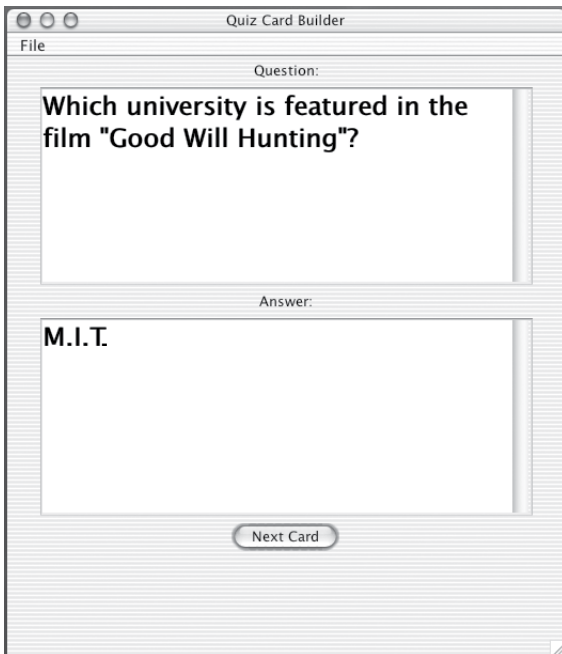 Quiz Card Builder
File
Question:
Which university is featured in the
film "Good Will Hunting"?
Answer:
M.I.T.
Next Card